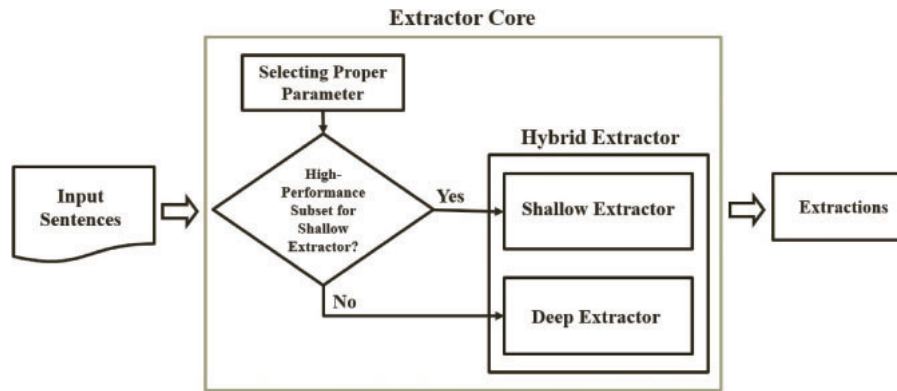 Extractor Core
Selecting Proper
Parameter
Hybrid Extractor
Input
Sentences
High-
Performance
Subset for
Shallow
Extractor?
Yes
No
Shallow Extractor
Deep Extractor
Extractions